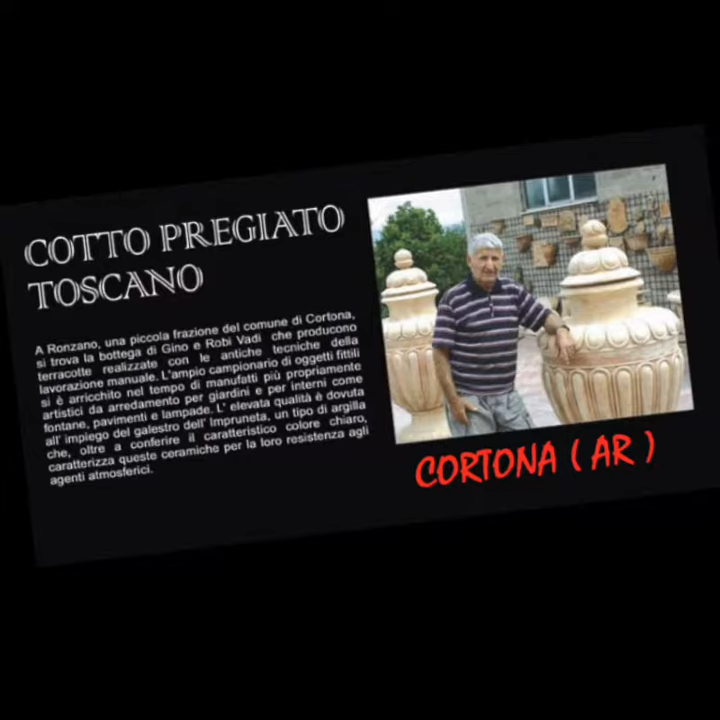 COTTO PREGIATO
TOSCANO
A Ronzano, una piccola frazione del comune di Cortona,
si trova la bottega di Gino e Robi Vadi che producono
terracotte realizzate con le antiche tecniche della
lavorazione manuale. L'ampio campionario di oggetti fittili
si è arricchito nel tempo di manufatti più propriamente
artistici da arredamento per giardini e per interni come
fontane, pavimenti e lampade. L' elevata qualità è dovuta
all' impiego del galestro dell' Impruneta, un tipo di argilla
che, oltre a conferire il caratteristico colore chiaro,
caratterizza queste ceramiche per la loro resistenza agli
agenti atmosferici.
CORTONA ( AR )